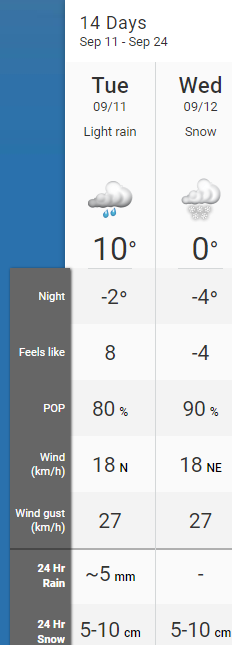 14 Days
Sep 11 - Sep 24
Tue Wed
09/11 09/12
Light rain Snow
10° 0°
Night -2° -4°
Feels like 8 -4
POP 80 % 90 %
Wind
(km/h) 18 N 18 NE
Wind gust
(km/h) 27 27
24 Hr
Rain ~5 mm -
24 Hr
Snow 5-10 cm 5-10 cm